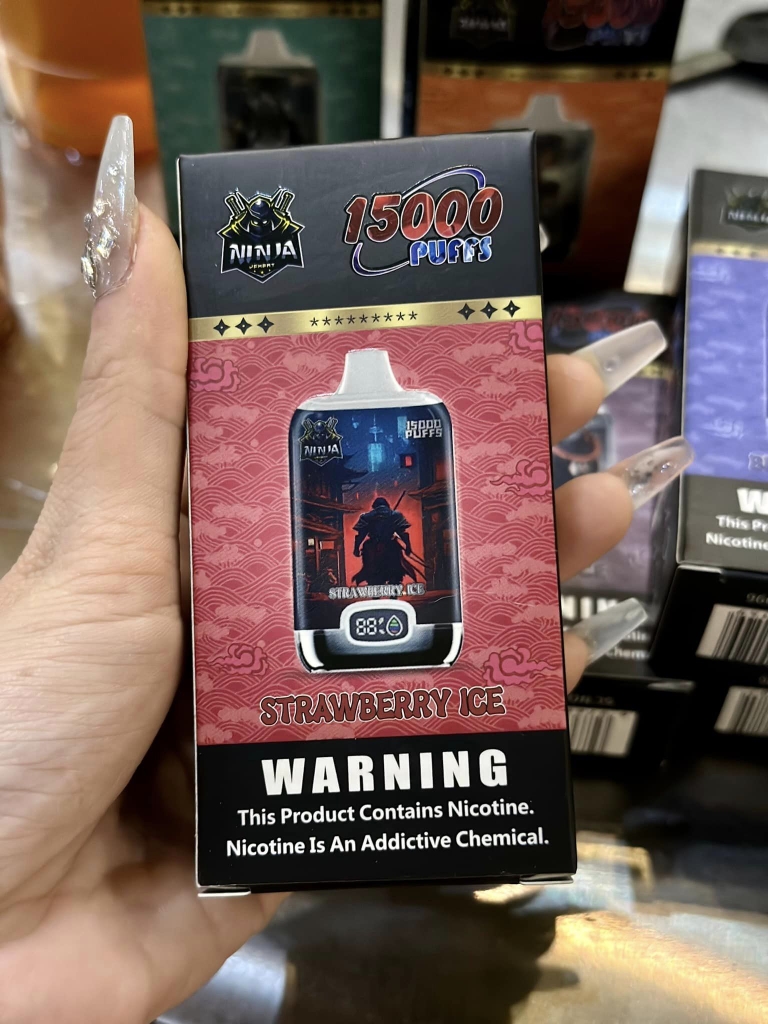 NINJA
15000
PUFFS
*********
NINJA
15000
PUFFS
STRAWBERRY ICE
88%
STRAWBERRY ICE
WARNING
This Product Contains Nicotine.
Nicotine Is An Addictive Chemical.
W
This Pr
Nicotine